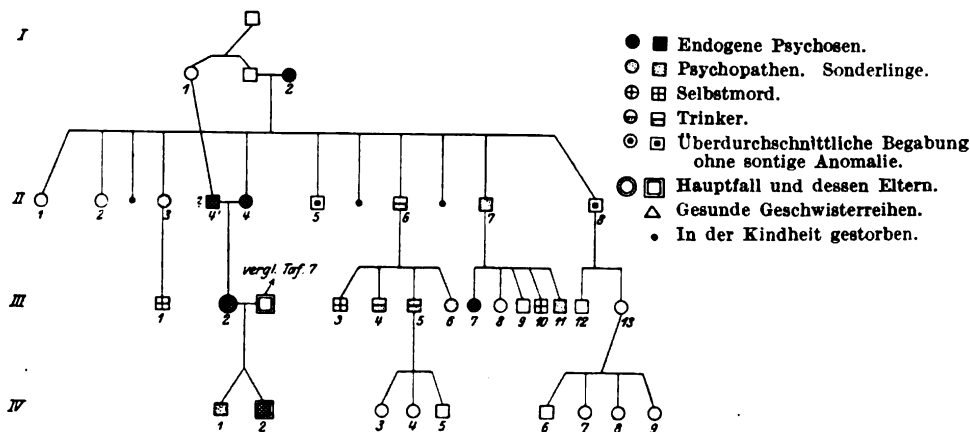 I
Endogene Psychosen.
Psychopathen. Sonderlinge.
Selbstmord.
Trinker.
Überdurchschnittliche Begabung
ohne sontige Anomalie.
Hauptfall und dessen Eltern.
Gesunde Geschwisterreihen.
In der Kindheit gestorben.
1 2
II
1 2 3 ? 4' 4 5 6 7 8
vergl. Taf. 7
III
1 2 3 4 5 6 7 8 9 10 11 12 13
IV
1 2 3 4 5 6 7 8 9